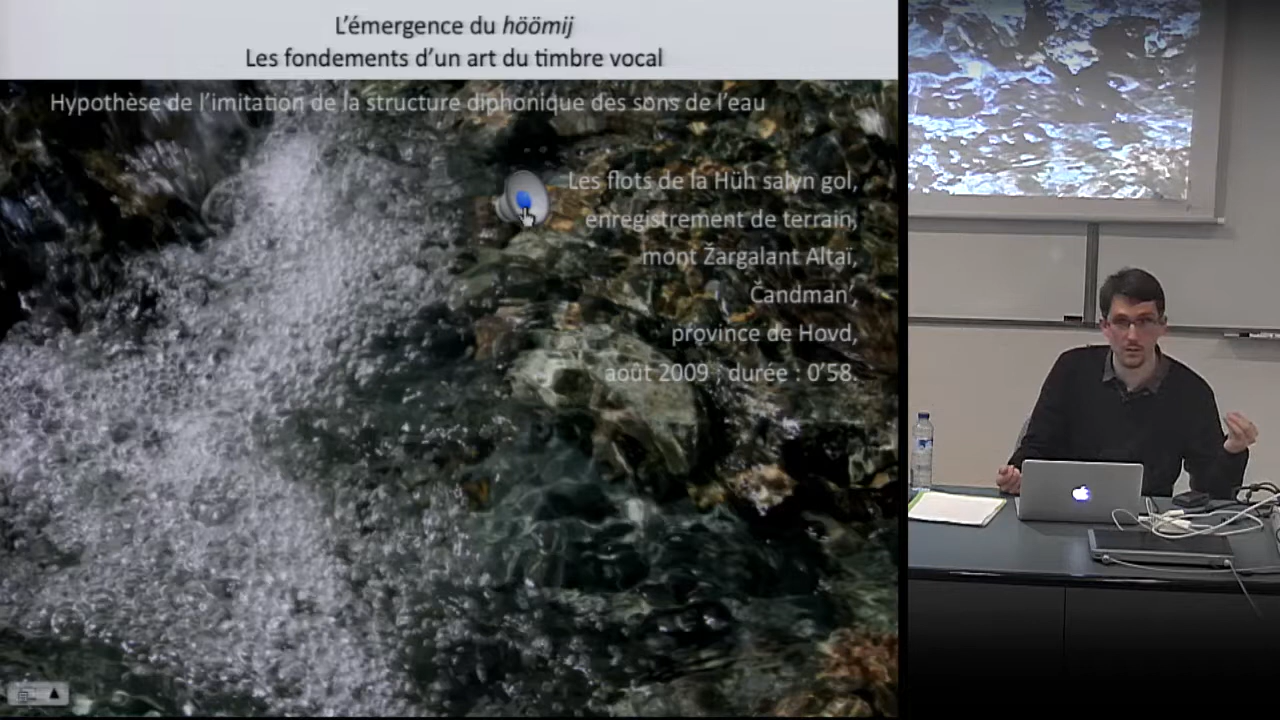 L'émergence du höömij
Les fondements d'un art du timbre vocal
Hypothèse de l'imitation de la structure diphonique des sons de l'eau
Les flots de la Hüh salyn gol,
enregistrement de terrain,
mont Žargalant Altaï,
Čandman',
province de Hovd,
août 2009 ; durée : 0'58.